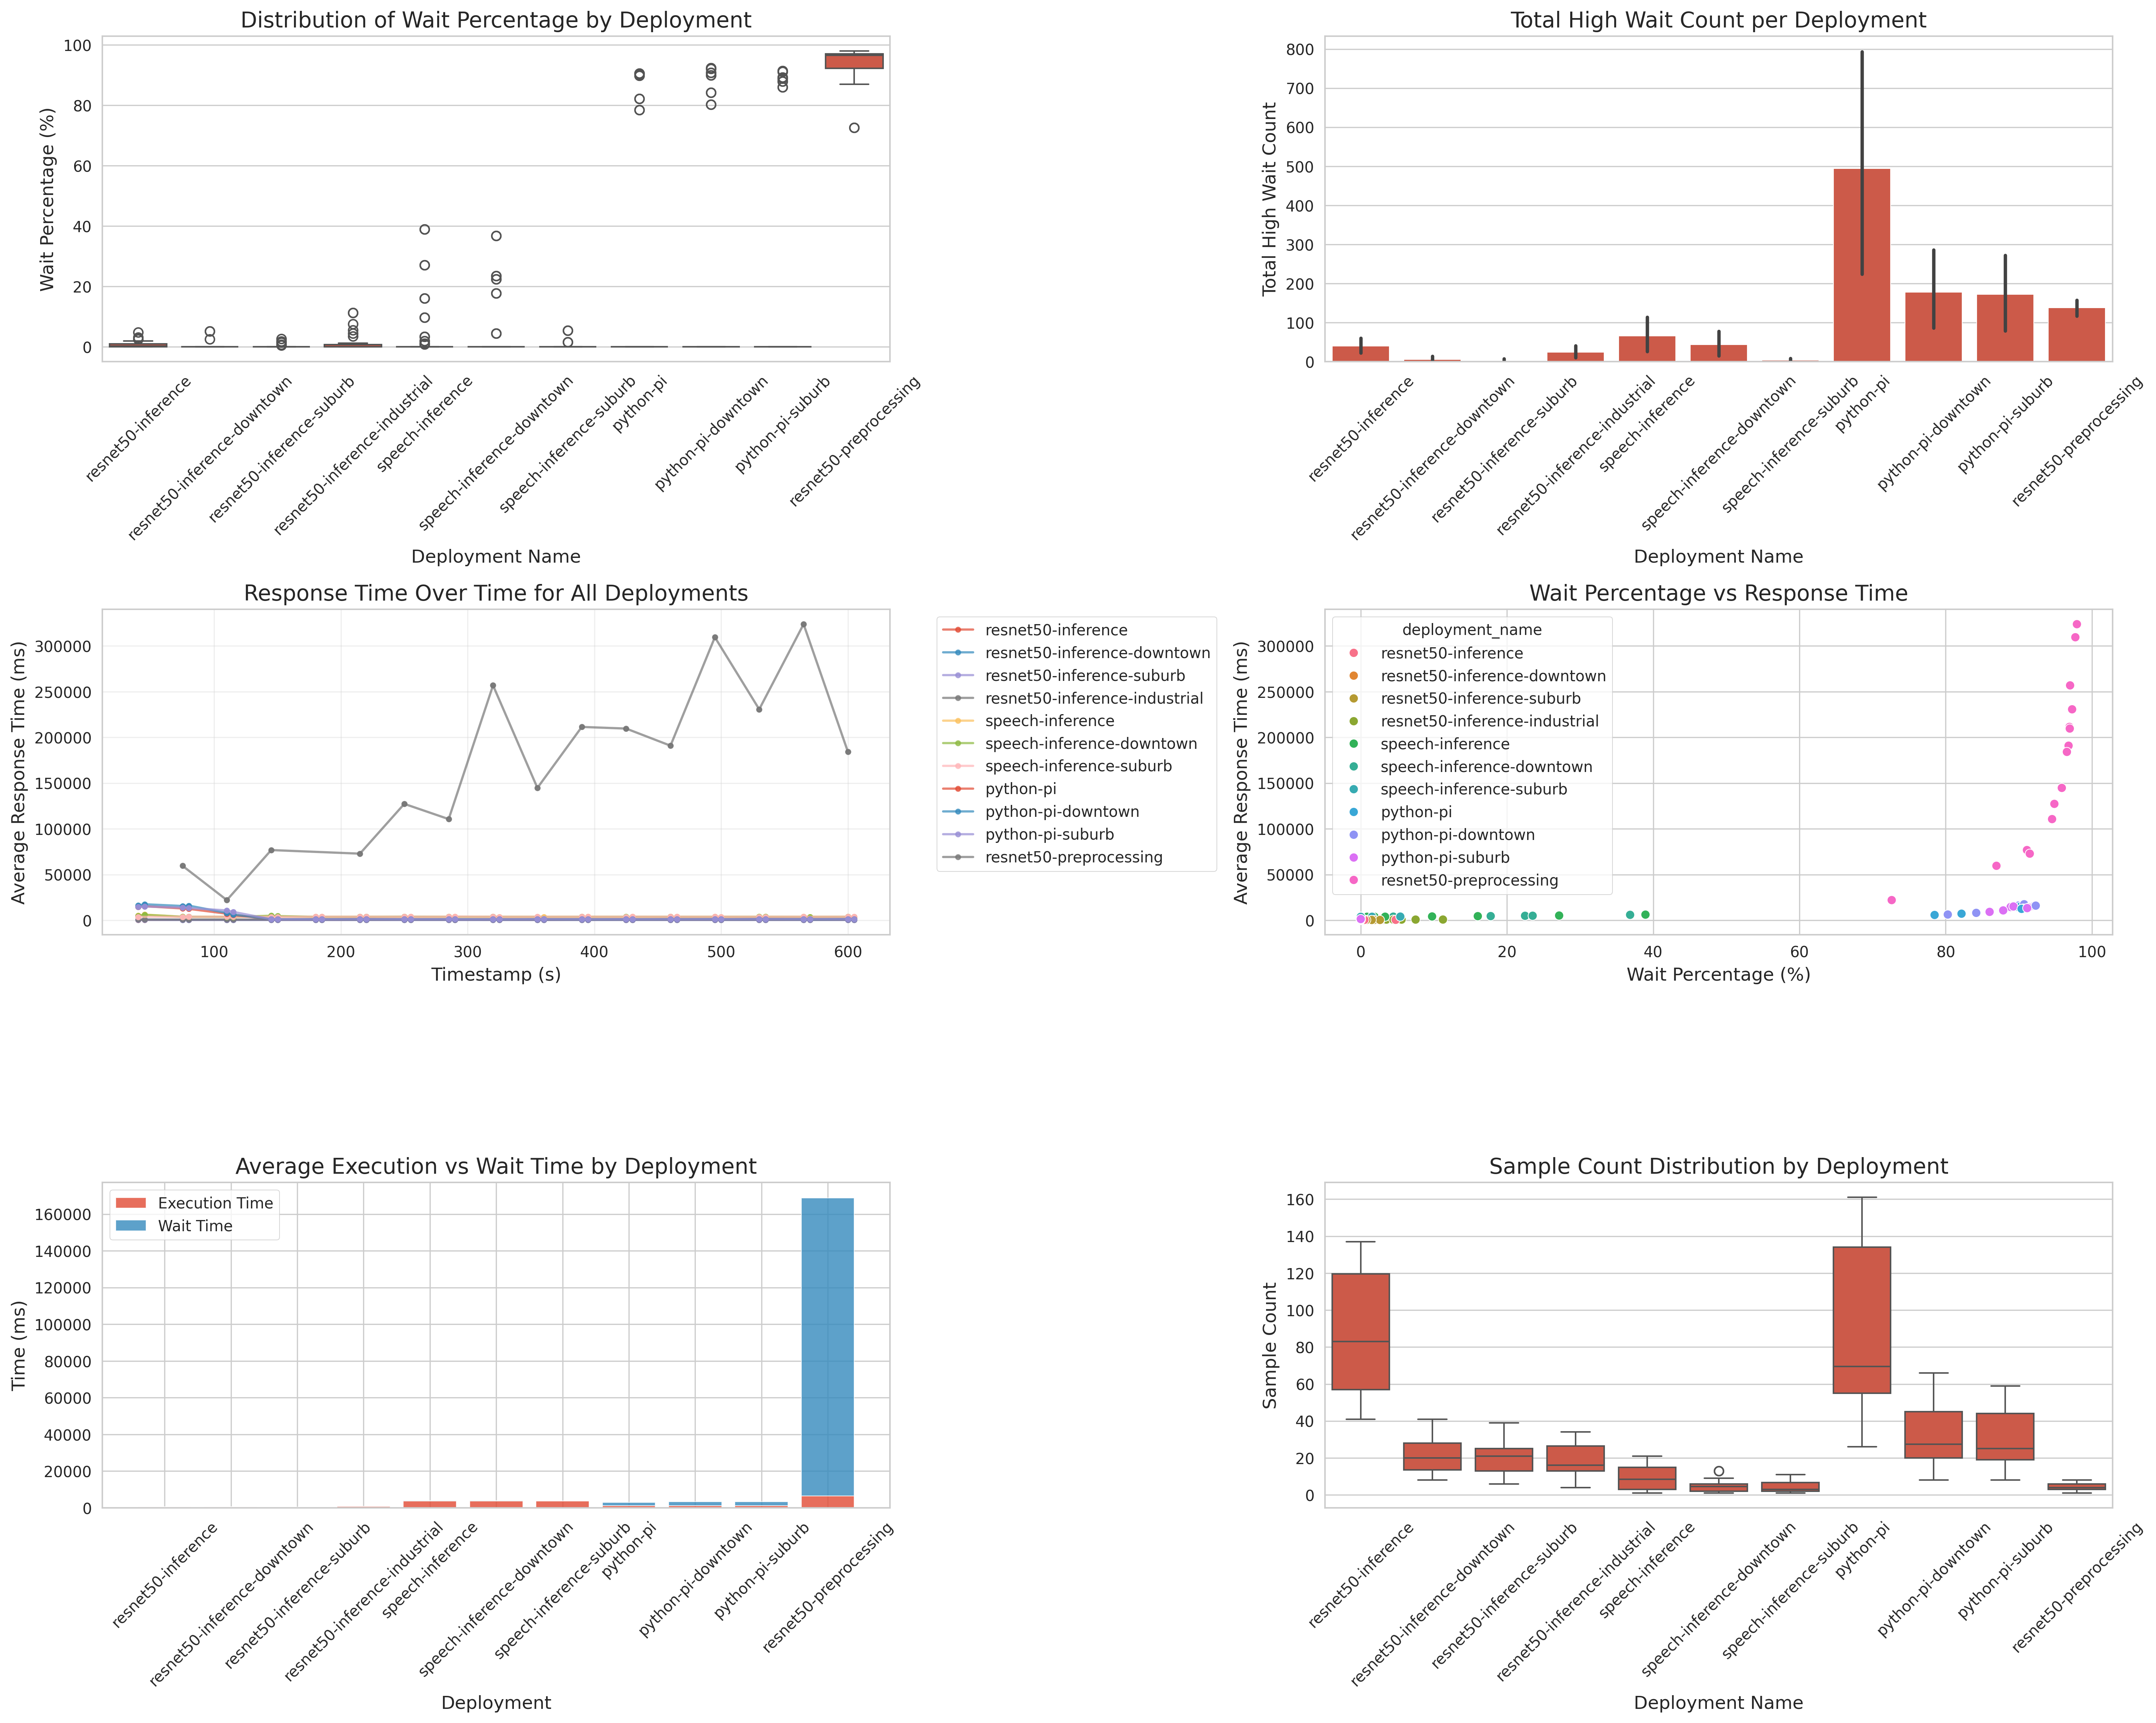 Distribution of Wait Percentage by Deployment
Wait Percentage (%)
100
80
60
40
20
0
resnet50-inference
resnet50-inference-downtown
resnet50-inference-suburb
resnet50-inference-industrial
speech-inference
speech-inference-downtown
speech-inference-suburb
python-pi
python-pi-downtown
python-pi-suburb
resnet50-preprocessing
Deployment Name
Total High Wait Count per Deployment
Total High Wait Count
800
700
600
500
400
300
200
100
0
resnet50-inference
resnet50-inference-downtown
resnet50-inference-suburb
resnet50-inference-industrial
speech-inference
speech-inference-downtown
speech-inference-suburb
python-pi
python-pi-downtown
python-pi-suburb
resnet50-preprocessing
Deployment Name
Response Time Over Time for All Deployments
Average Response Time (ms)
300000
250000
200000
150000
100000
50000
0
100 200 300 400 500 600
Timestamp (s)
resnet50-inference
resnet50-inference-downtown
resnet50-inference-suburb
resnet50-inference-industrial
speech-inference
speech-inference-downtown
speech-inference-suburb
python-pi
python-pi-downtown
python-pi-suburb
resnet50-preprocessing
Wait Percentage vs Response Time
Average Response Time (ms)
300000
250000
200000
150000
100000
50000
0
deployment_name
resnet50-inference
resnet50-inference-downtown
resnet50-inference-suburb
resnet50-inference-industrial
speech-inference
speech-inference-downtown
speech-inference-suburb
python-pi
python-pi-downtown
python-pi-suburb
resnet50-preprocessing
0 20 40 60 80 100
Wait Percentage (%)
Average Execution vs Wait Time by Deployment
Time (ms)
160000
140000
120000
100000
80000
60000
40000
20000
0
Execution Time
Wait Time
resnet50-inference
resnet50-inference-downtown
resnet50-inference-suburb
resnet50-inference-industrial
speech-inference
speech-inference-downtown
speech-inference-suburb
python-pi
python-pi-downtown
python-pi-suburb
resnet50-preprocessing
Deployment
Sample Count Distribution by Deployment
Sample Count
160
140
120
100
80
60
40
20
0
resnet50-inference
resnet50-inference-downtown
resnet50-inference-suburb
resnet50-inference-industrial
speech-inference
speech-inference-downtown
speech-inference-suburb
python-pi
python-pi-downtown
python-pi-suburb
resnet50-preprocessing
Deployment Name